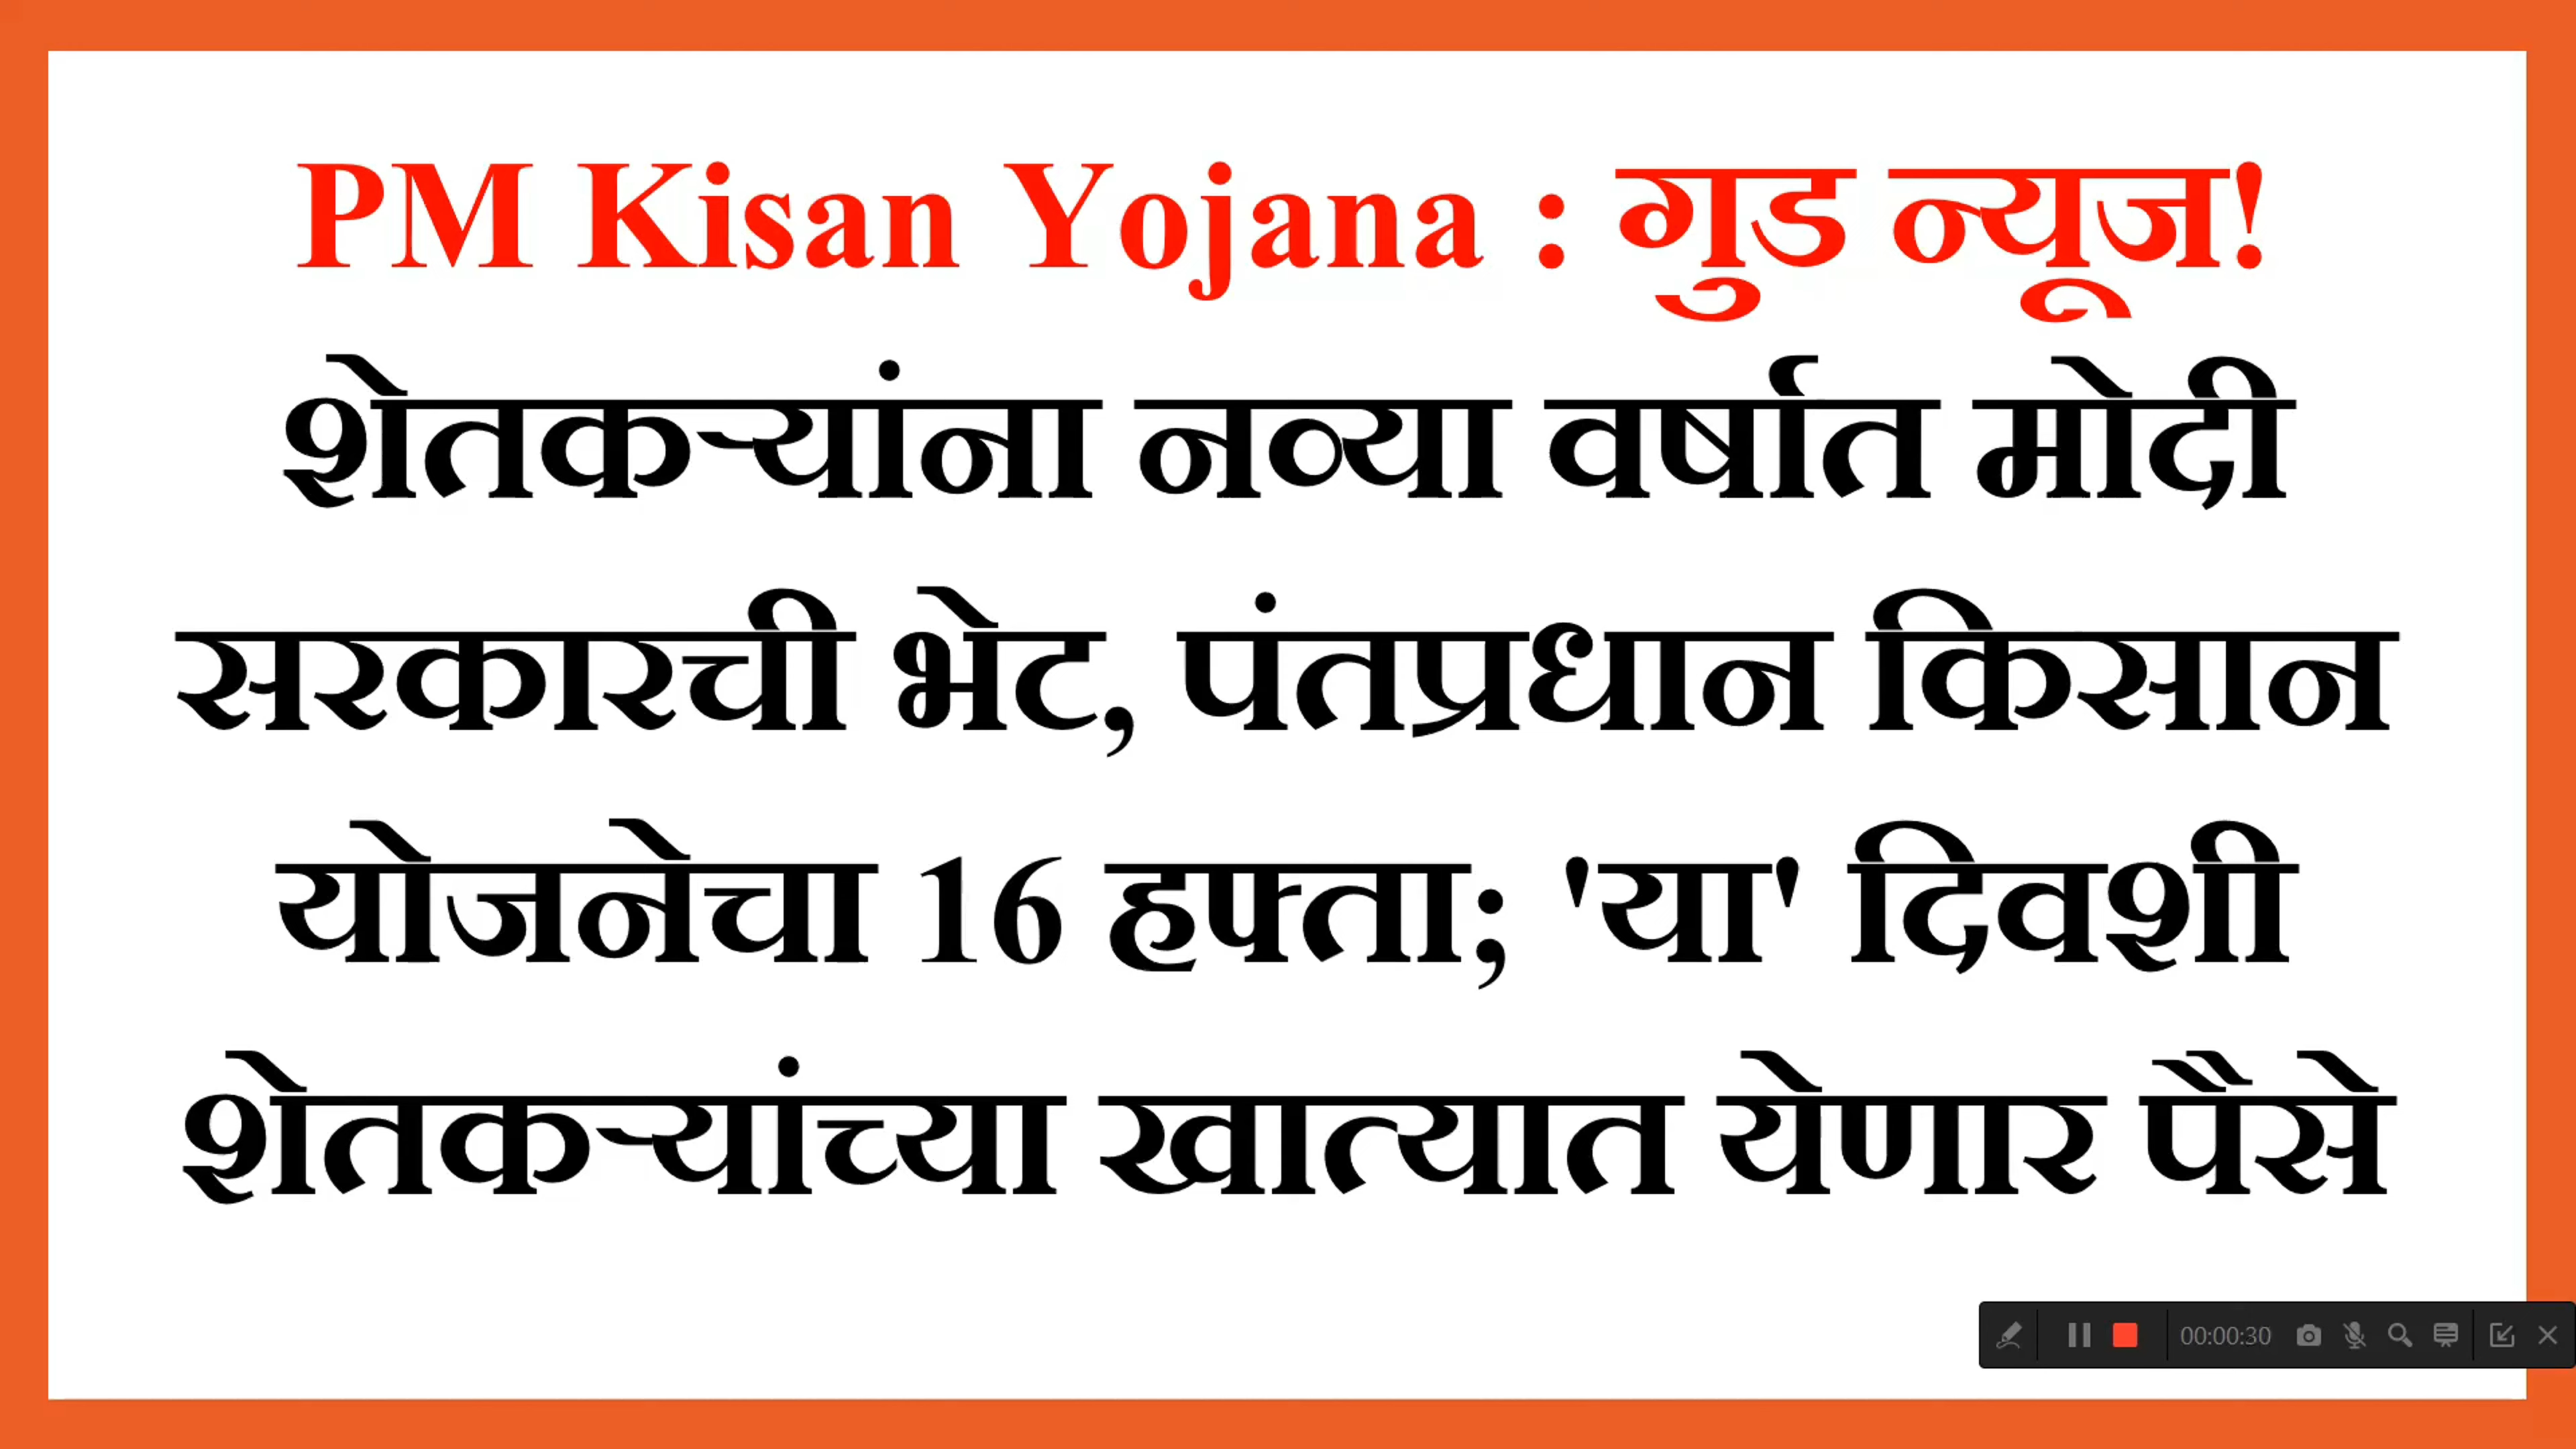 PM Kisan Yojana : गुड न्यूज!
शेतकऱ्यांना नव्या वर्षात मोदी
सरकारची भेट, पंतप्रधान किसान
योजनेचा 16 हफ्ता; 'या' दिवशी
शेतकऱ्यांच्या खात्यात येणार पैसे
00:00:30